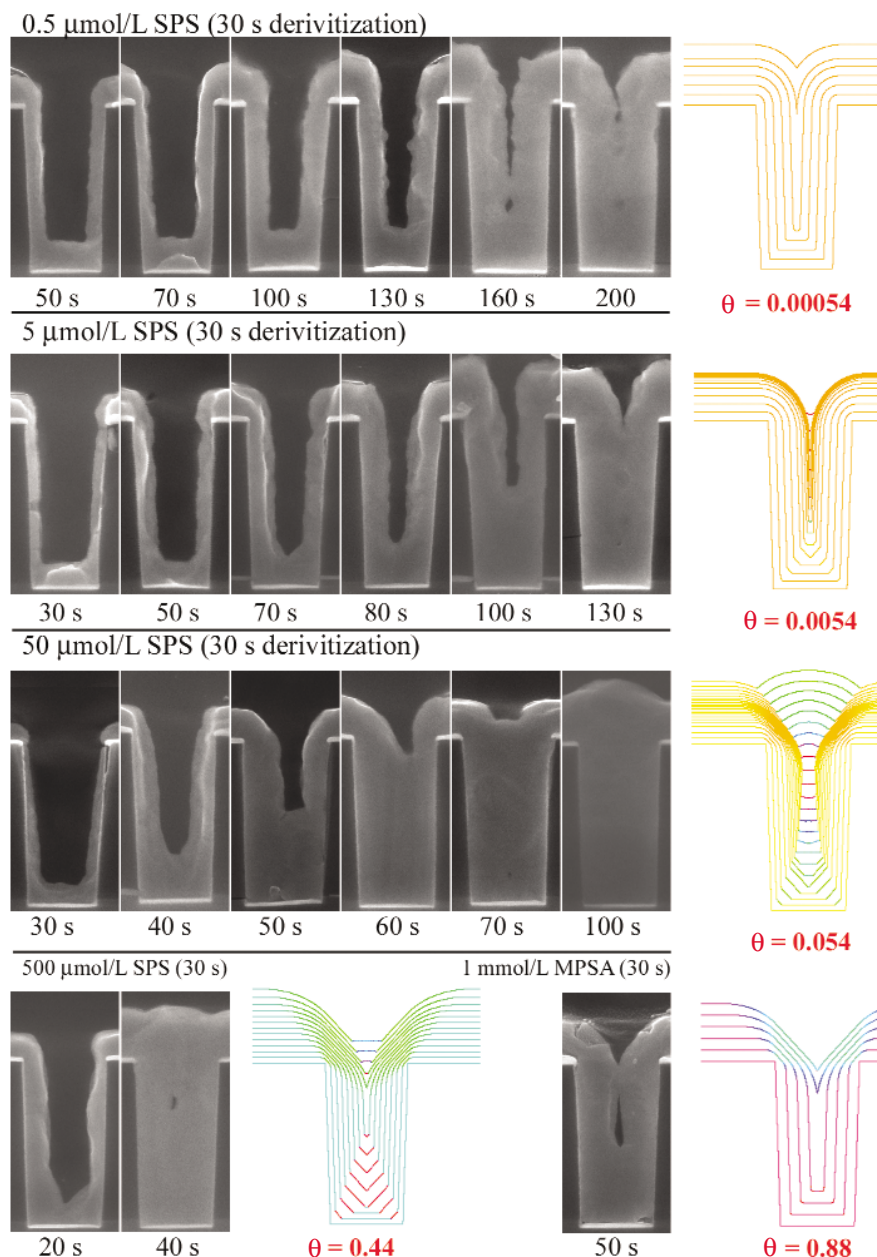 0.5 μmol/L SPS (30 s derivitization)
50 s 70 s 100 s 130 s 160 s 200
θ = 0.00054
5 μmol/L SPS (30 s derivitization)
30 s 50 s 70 s 80 s 100 s 130 s
θ = 0.0054
50 μmol/L SPS (30 s derivitization)
30 s 40 s 50 s 60 s 70 s 100 s
θ = 0.054
500 μmol/L SPS (30 s) 1 mmol/L MPSA (30 s)
20 s 40 s θ = 0.44 50 s θ = 0.88